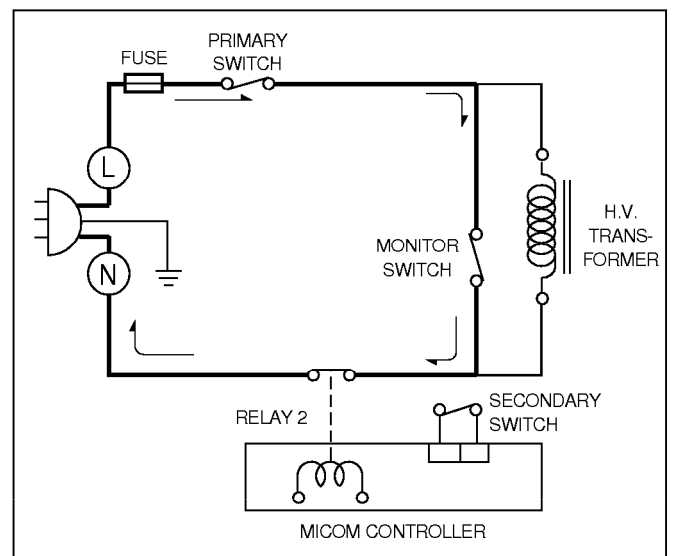 PRIMARY
SWITCH
FUSE
L
H.V.
TRANS-
FORMER
MONITOR
SWITCH
N
RELAY 2
SECONDARY
SWITCH
MICOM CONTROLLER